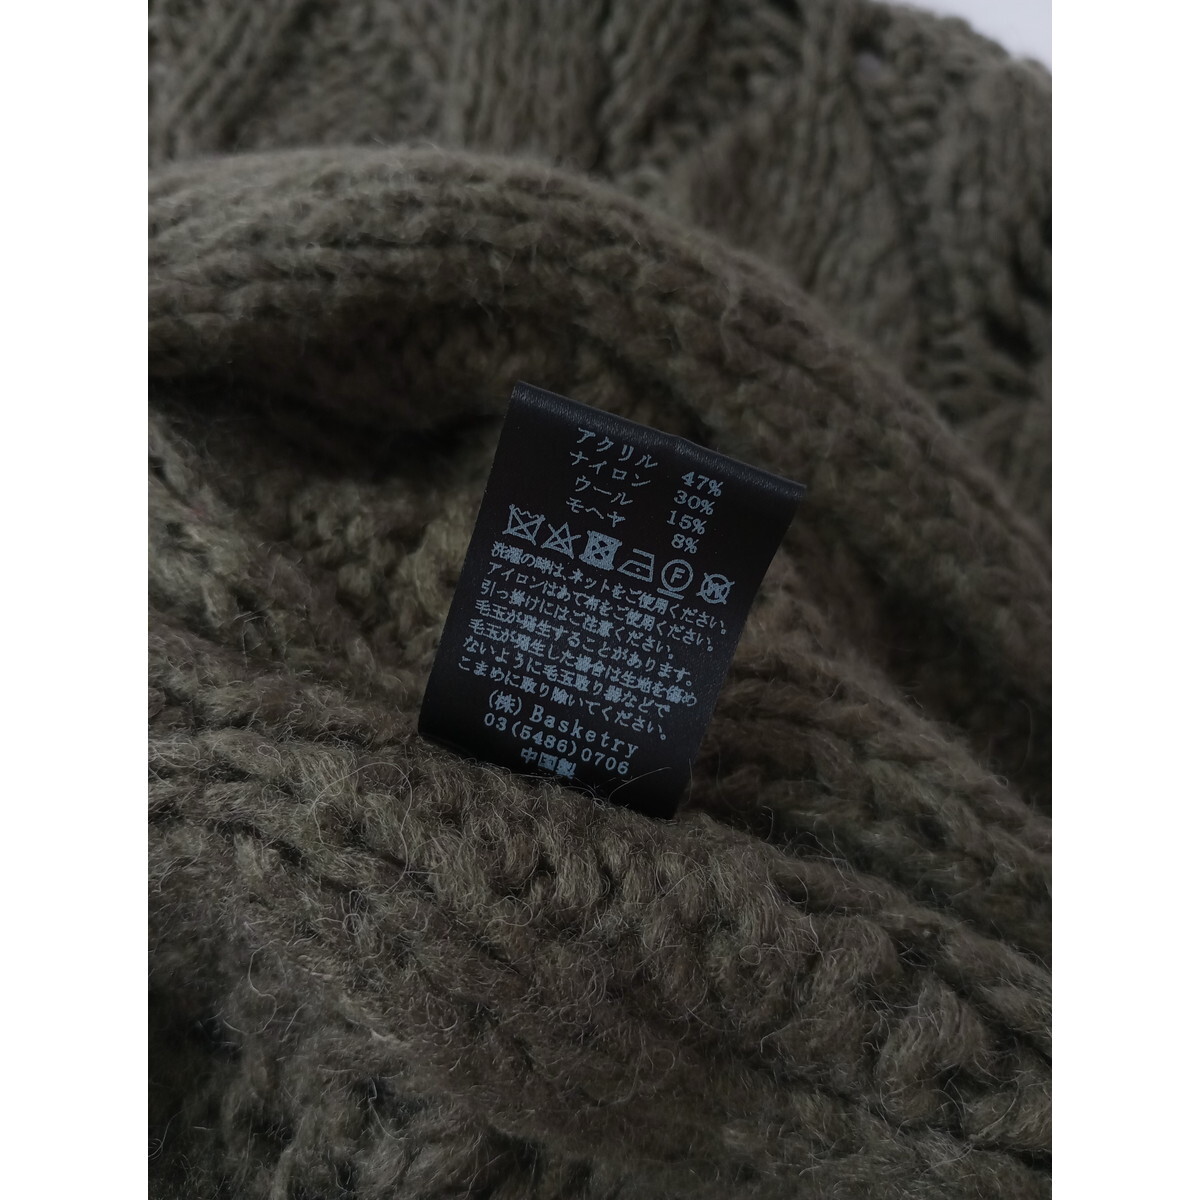 アクリル 47%
ナイロン 30%
ウール 15%
モヘヤ 8%
F W
洗濯の時は、ネットをご使用ください。
アイロンはあて布をご使用ください。
引っ掛けにはご注意ください。
毛玉が発生することがあります。
毛玉が発生した場合は生地を傷め
ないように毛玉取り器などで
こまめに取り除いてください。
(株) Basketry
03(5486)0706
中国製